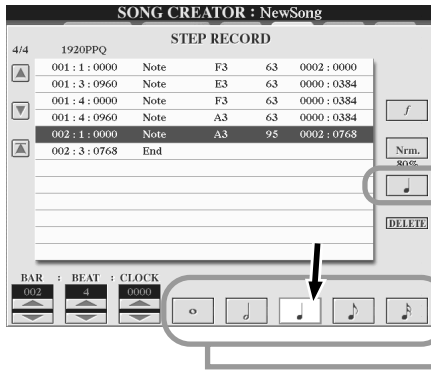 SONG CREATOR : NewSong
STEP RECORD
4/4 1920PPQ
001 : 1 : 0000 Note F3 63 0002 : 0000
001 : 3 : 0960 Note E3 63 0000 : 0384
001 : 4 : 0000 Note F3 63 0000 : 0384
001 : 4 : 0960 Note A3 63 0000 : 0384
002 : 1 : 0000 Note A3 95 0002 : 0768
002 : 3 : 0768 End
f
Nrm.
80%
DELETE
BAR : BEAT : CLOCK
002 4 0000